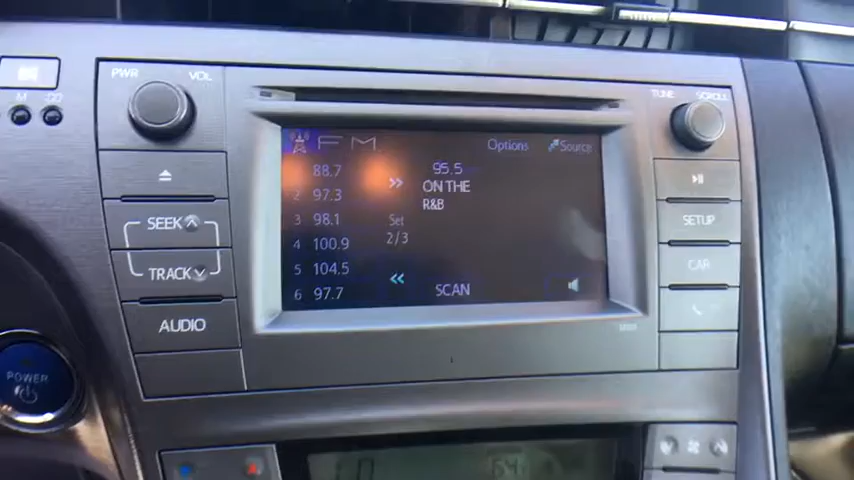 PWR VOL
TUNE SCROLL
FM
Options
Source
88.7
95.5
2 97.3
ON THE
3 98.1
Set
R&B
4 100.9
2/3
5 104.5
6 97.7
SCAN
SEEK
TRACK
AUDIO
SETUP
CAR
POWER
64